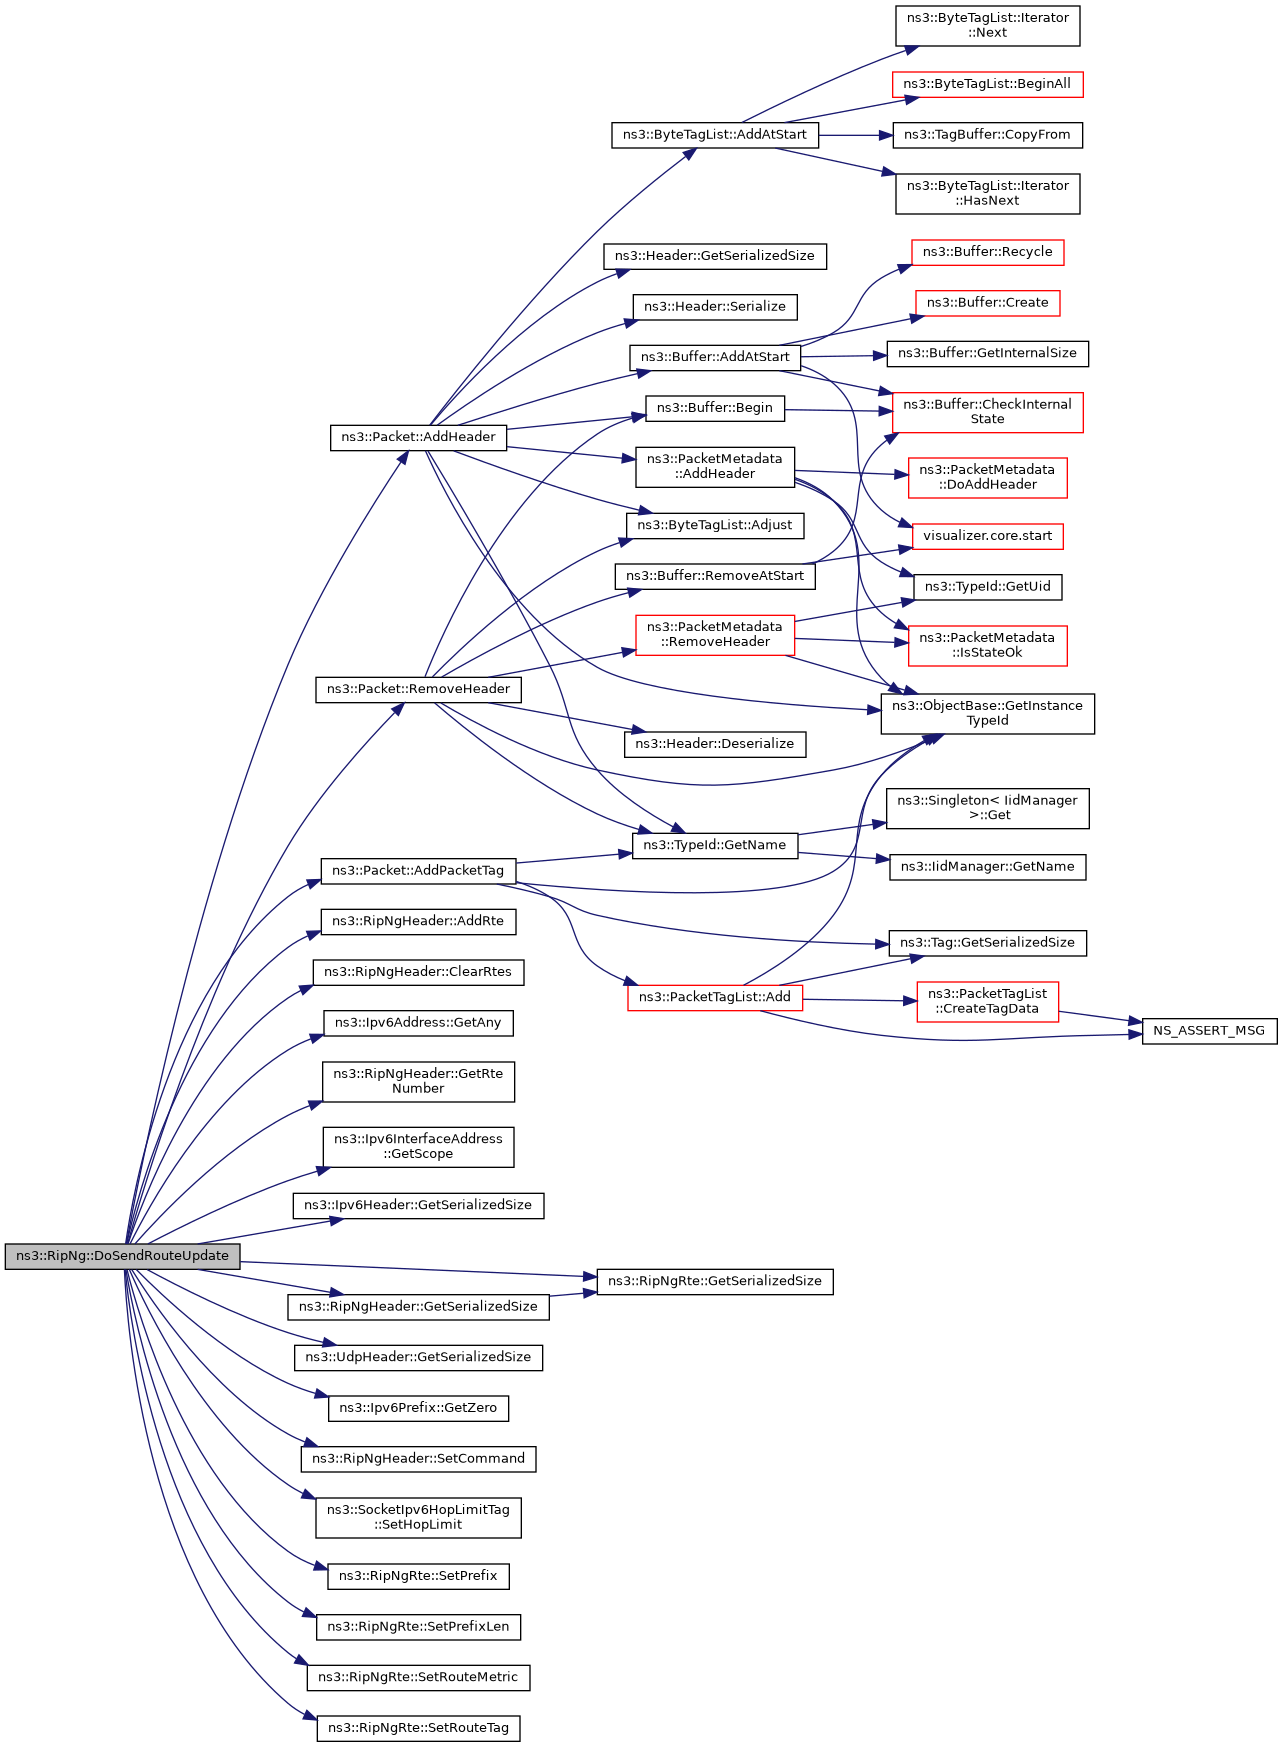 ns3::ByteTagList::Iterator
::Next
ns3::ByteTagList::BeginAll
ns3::ByteTagList::AddAtStart
ns3::TagBuffer::CopyFrom
ns3::ByteTagList::Iterator
::HasNext
ns3::Header::GetSerializedSize
ns3::Buffer::Recycle
ns3::Header::Serialize
ns3::Buffer::Create
ns3::Buffer::AddAtStart
ns3::Buffer::GetInternalSize
ns3::Buffer::Begin
ns3::Buffer::CheckInternal
State
ns3::Packet::AddHeader
ns3::PacketMetadata
::AddHeader
ns3::PacketMetadata
::DoAddHeader
ns3::ByteTagList::Adjust
visualizer.core.start
ns3::Buffer::RemoveAtStart
ns3::TypeId::GetUid
ns3::PacketMetadata
::RemoveHeader
ns3::PacketMetadata
::IsStateOk
ns3::Packet::RemoveHeader
ns3::ObjectBase::GetInstance
TypeId
ns3::Header::Deserialize
ns3::Singleton< IidManager
>::Get
ns3::TypeId::GetName
ns3::IidManager::GetName
ns3::Packet::AddPacketTag
ns3::RipNgHeader::AddRte
ns3::Tag::GetSerializedSize
ns3::RipNgHeader::ClearRtes
ns3::PacketTagList::Add
ns3::PacketTagList
::CreateTagData
ns3::Ipv6Address::GetAny
NS_ASSERT_MSG
ns3::RipNgHeader::GetRte
Number
ns3::Ipv6InterfaceAddress
::GetScope
ns3::Ipv6Header::GetSerializedSize
ns3::RipNg::DoSendRouteUpdate
ns3::RipNgRte::GetSerializedSize
ns3::RipNgHeader::GetSerializedSize
ns3::UdpHeader::GetSerializedSize
ns3::Ipv6Prefix::GetZero
ns3::RipNgHeader::SetCommand
ns3::SocketIpv6HopLimitTag
::SetHopLimit
ns3::RipNgRte::SetPrefix
ns3::RipNgRte::SetPrefixLen
ns3::RipNgRte::SetRouteMetric
ns3::RipNgRte::SetRouteTag